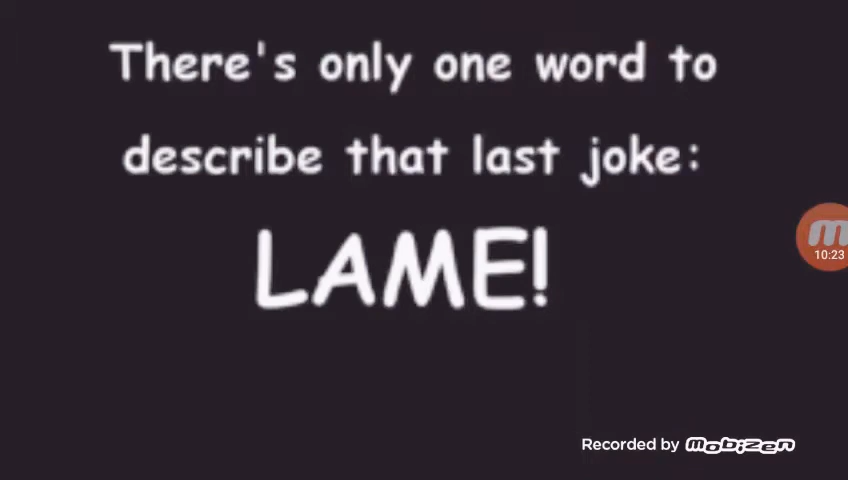 There's only one word to
describe that last joke:
LAME!
m
10:23
Recorded by Mobizen